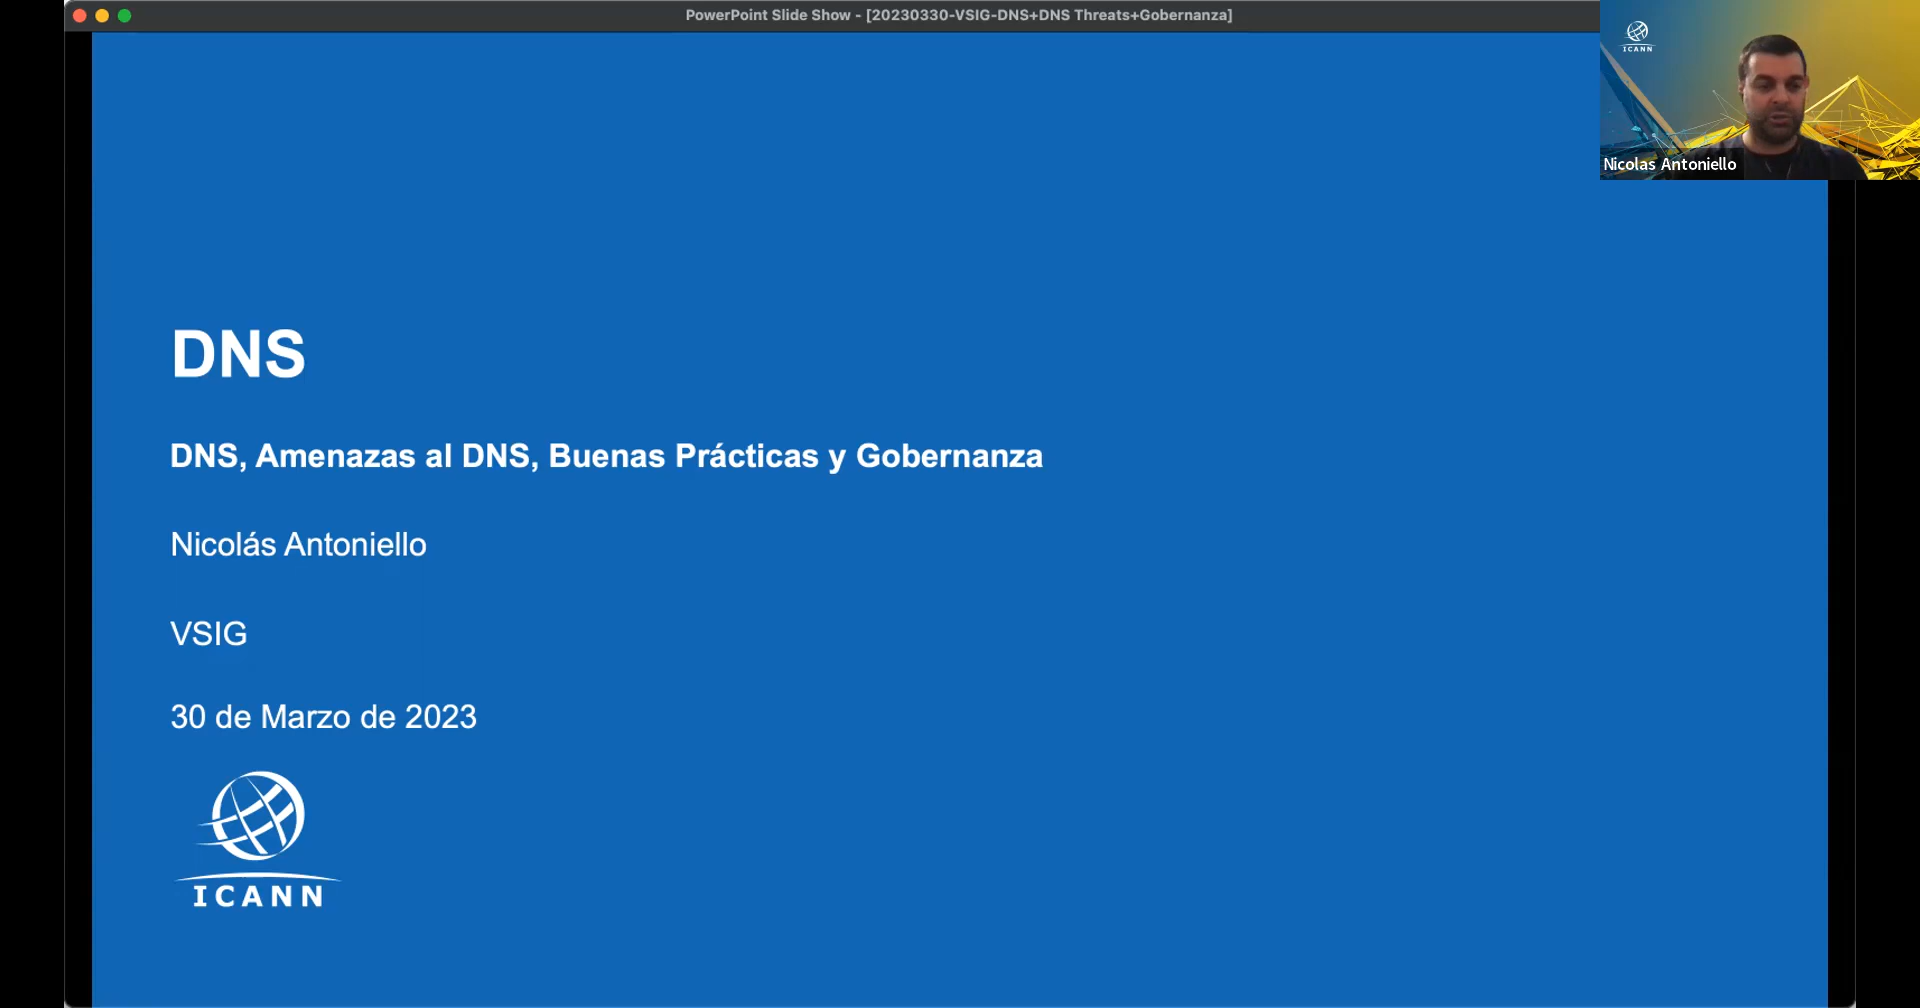 PowerPoint Slide Show - [20230330-VSIG-DNS+DNS Threats+Gobernanza]
ICANN
Nicolas Antoniello
DNS
DNS, Amenazas al DNS, Buenas Prácticas y Gobernanza
Nicolás Antoniello
VSIG
30 de Marzo de 2023
ICANN